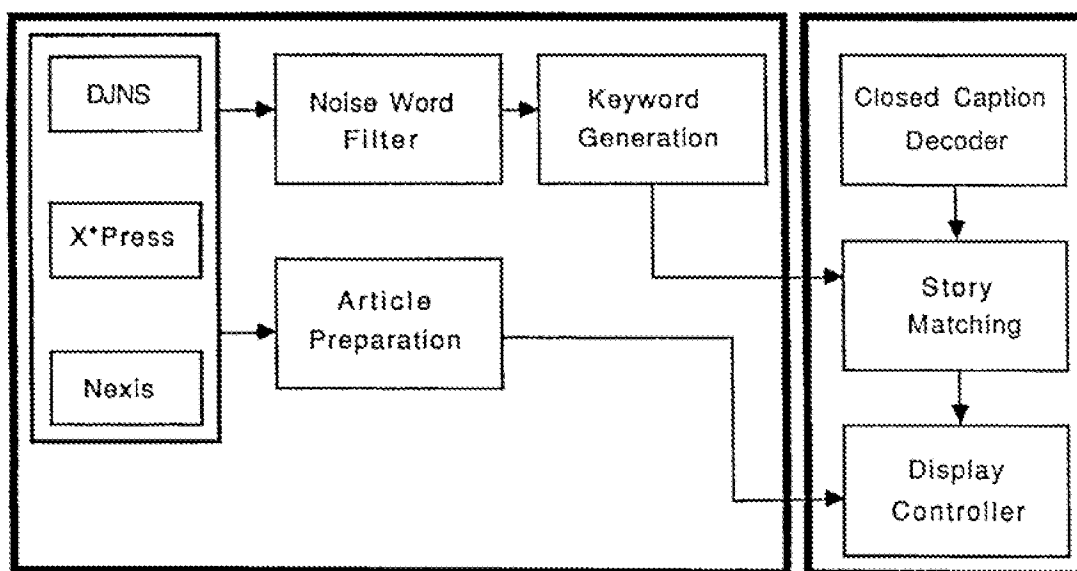 DJNS
X*Press
Nexis
Noise Word
Filter
Keyword
Generation
Article
Preparation
Closed Caption
Decoder
Story
Matching
Display
Controller